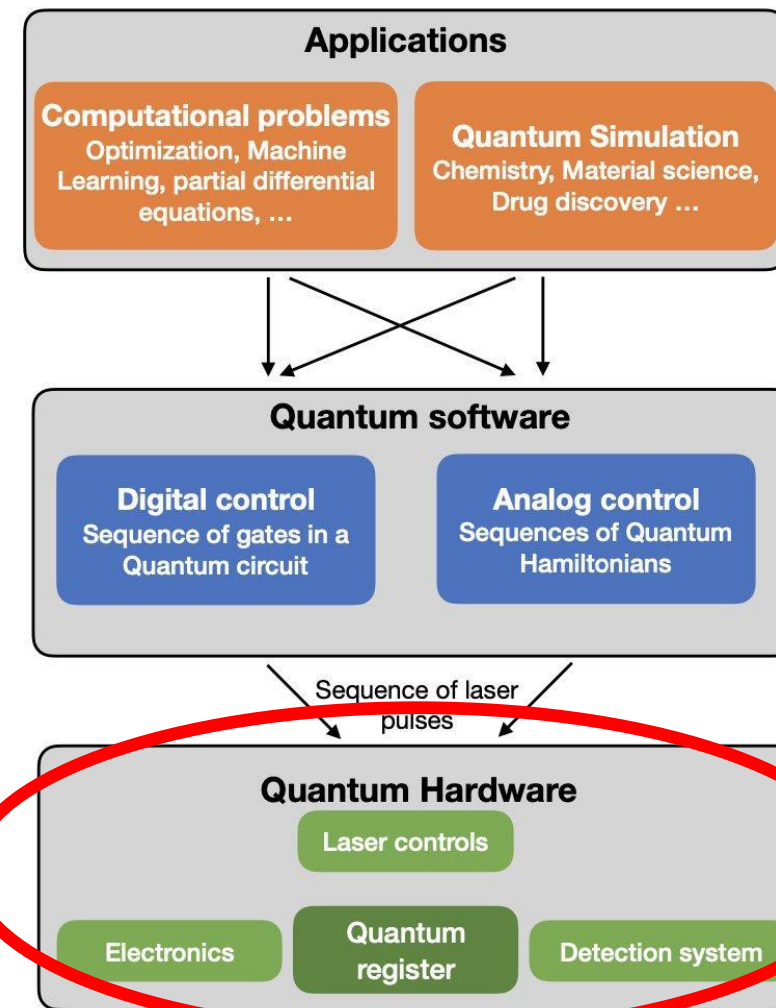 Applications
Computational problems
Optimization, Machine
Learning, partial differential
equations, ...
Quantum Simulation
Chemistry, Material science,
Drug discovery ...
Quantum software
Digital control
Sequence of gates in a
Quantum circuit
Analog control
Sequences of Quantum
Hamiltonians
Sequence of laser
pulses
Quantum Hardware
Laser controls
Electronics
Quantum
register
Detection system